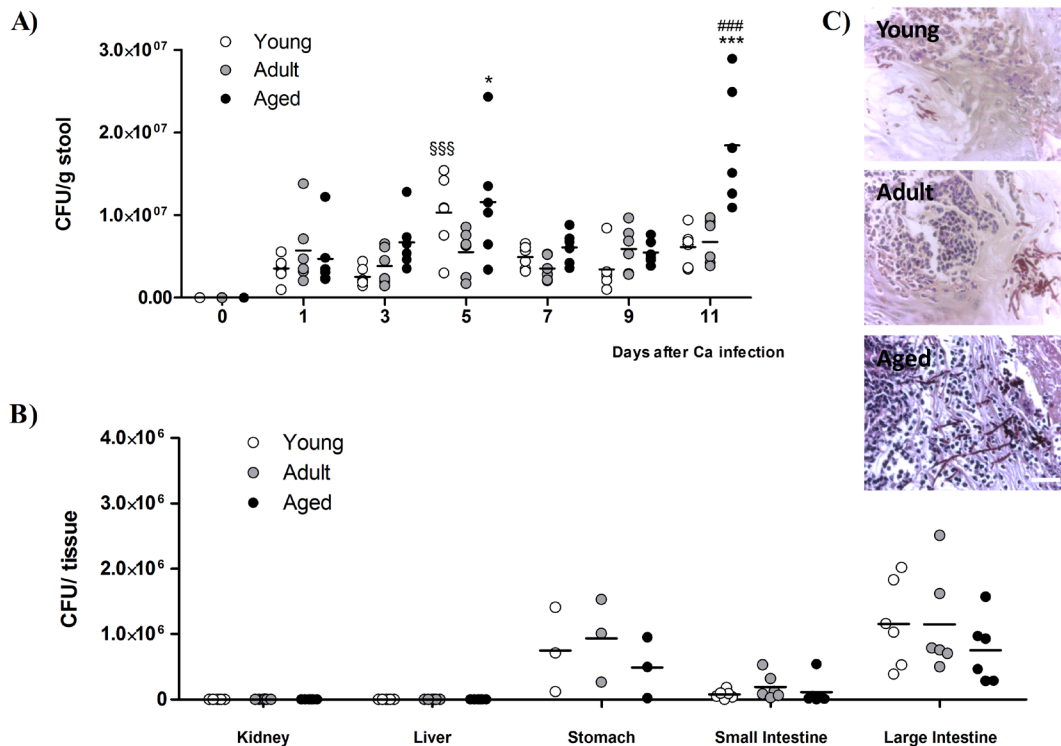 A)
3.0×10⁰⁷
2.0×10⁰⁷
1.0×10⁰⁷
0.00
CFU/g stool
Young
Adult
Aged
§§§
*
###
***
0 1 3 5 7 9 11
Days after Ca infection
B)
4.0×10⁶
3.0×10⁶
2.0×10⁶
1.0×10⁶
0
CFU/ tissue
Young
Adult
Aged
Kidney Liver Stomach Small Intestine Large Intestine
C)
Young
Adult
Aged